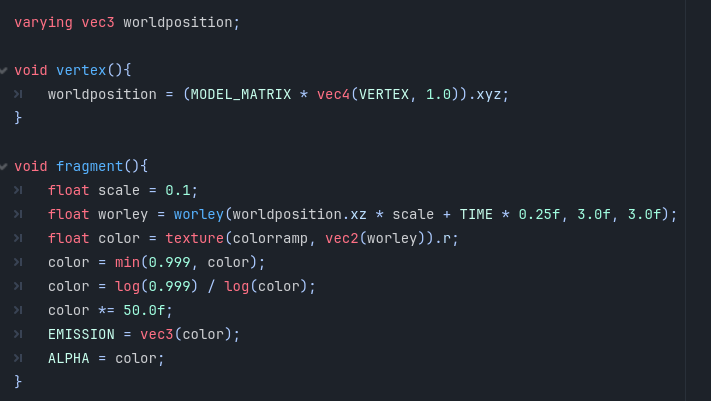 varying vec3 worldposition;
void vertex(){
worldposition = (MODEL_MATRIX * vec4(VERTEX, 1.0)).xyz;
}
void fragment(){
float scale = 0.1;
float worley = worley(worldposition.xz * scale + TIME * 0.25f, 3.0f, 3.0f);
float color = texture(colorramp, vec2(worley)).r;
color = min(0.999, color);
color = log(0.999) / log(color);
color *= 50.0f;
EMISSION = vec3(color);
ALPHA = color;
}